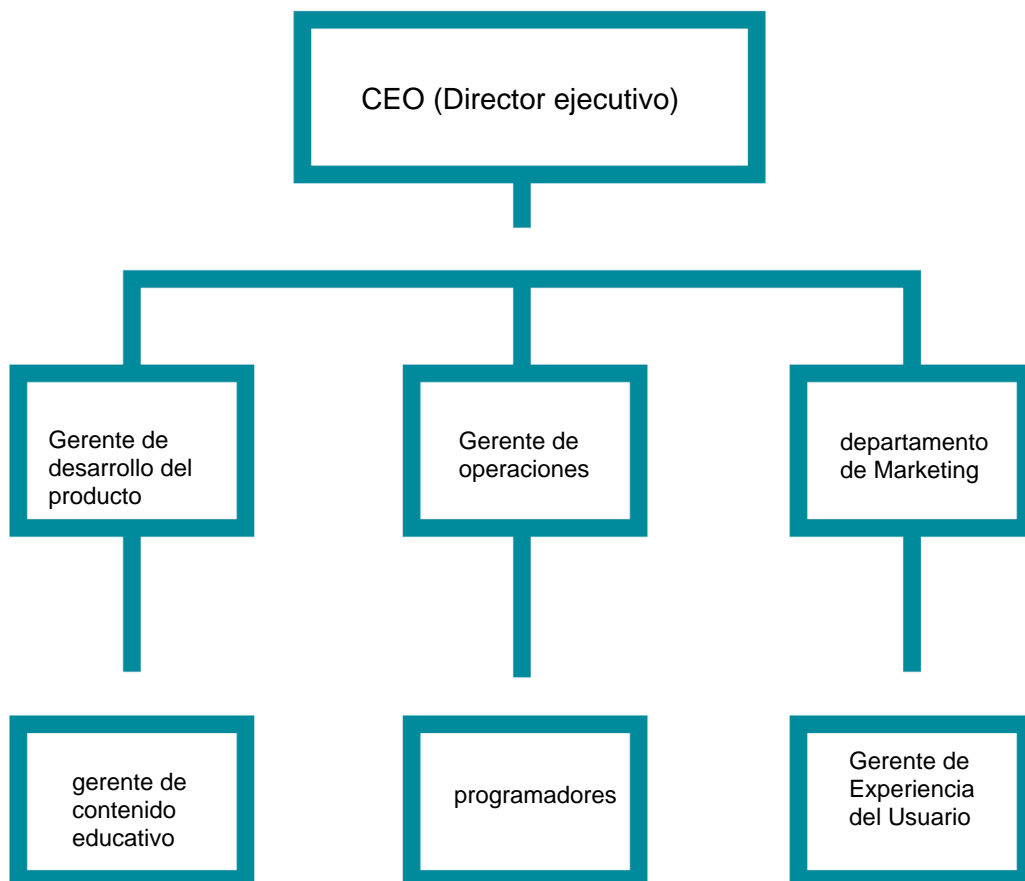 CEO (Director ejecutivo)
Gerente de
desarrollo del
producto
Gerente de
operaciones
departamento
de Marketing
gerente de
contenido
educativo
programadores
Gerente de
Experiencia
del Usuario